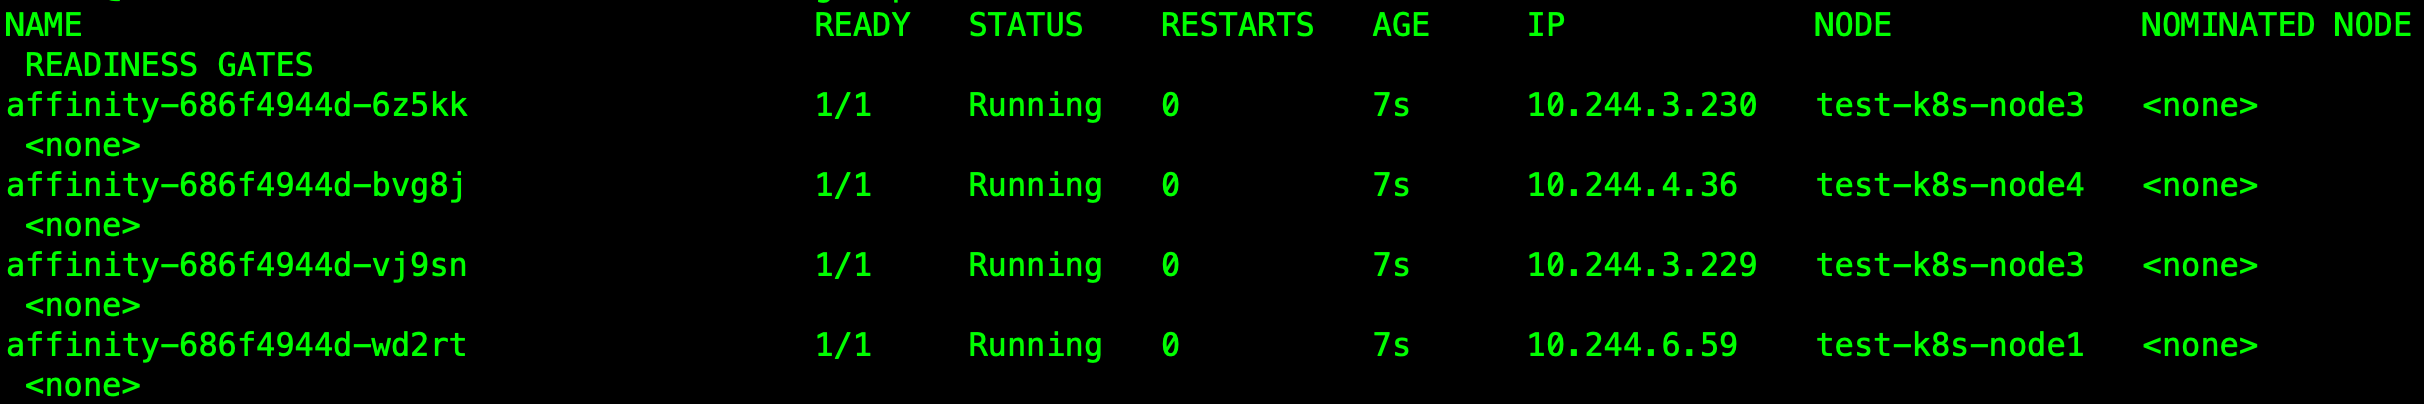 NAME READY STATUS RESTARTS AGE IP NODE NOMINATED NODE
READINESS GATES
affinity-686f4944d-6z5kk 1/1 Running 0 7s 10.244.3.230 test-k8s-node3 <none>
<none>
affinity-686f4944d-bvg8j 1/1 Running 0 7s 10.244.4.36 test-k8s-node4 <none>
<none>
affinity-686f4944d-vj9sn 1/1 Running 0 7s 10.244.3.229 test-k8s-node3 <none>
<none>
affinity-686f4944d-wd2rt 1/1 Running 0 7s 10.244.6.59 test-k8s-node1 <none>
<none>